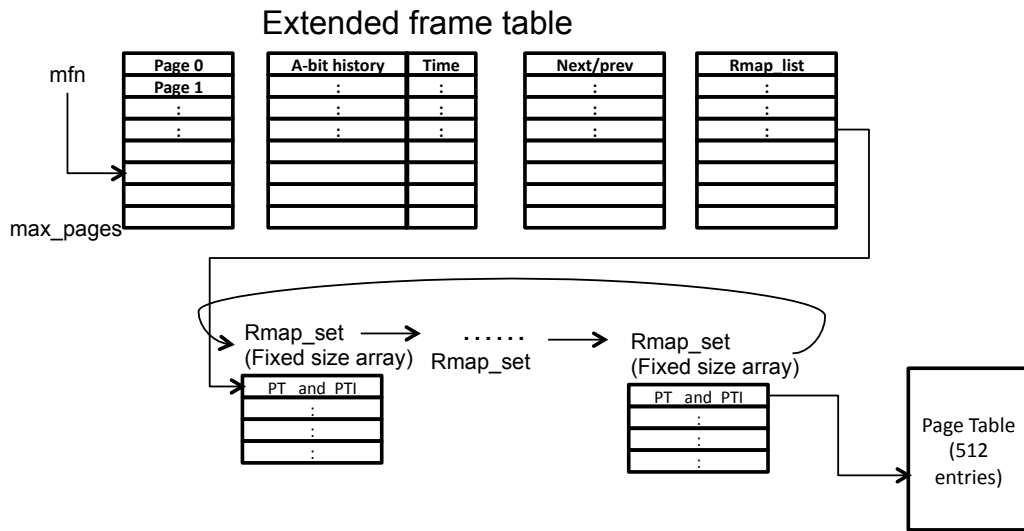 Extended frame table
mfn
Page 0
Page 1
:
:
A-bit history
Time
:
:
:
:
:
:
Next/prev
:
:
:
Rmap_list
:
:
:
max_pages
Rmap_set
(Fixed size array)
......
Rmap_set
Rmap_set
(Fixed size array)
PT and PTI
:
:
:
PT and PTI
:
:
:
Page Table
(512
entries)